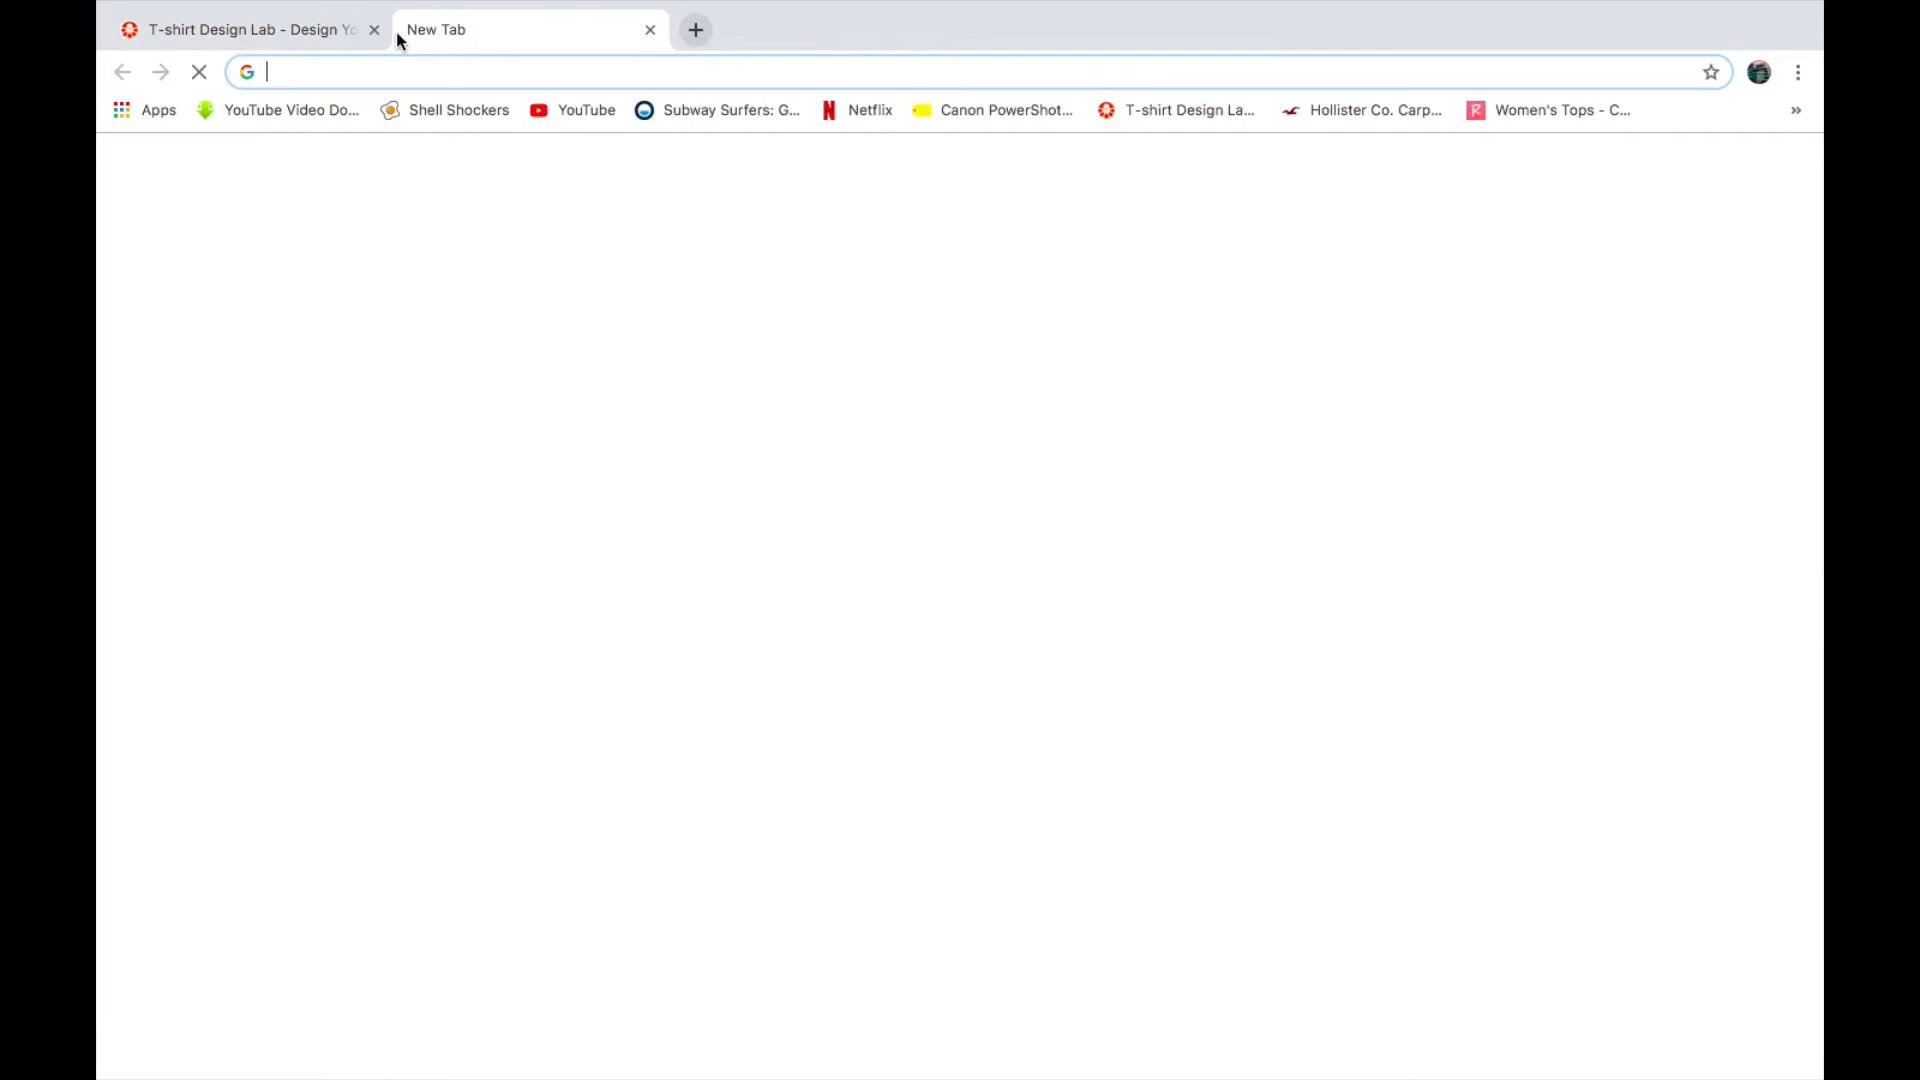 T-shirt Design Lab - Design Yo
New Tab
Apps
YouTube Video Do...
Shell Shockers
YouTube
Subway Surfers: G...
Netflix
Canon PowerShot...
T-shirt Design La...
Hollister Co. Carp...
Women's Tops - C...